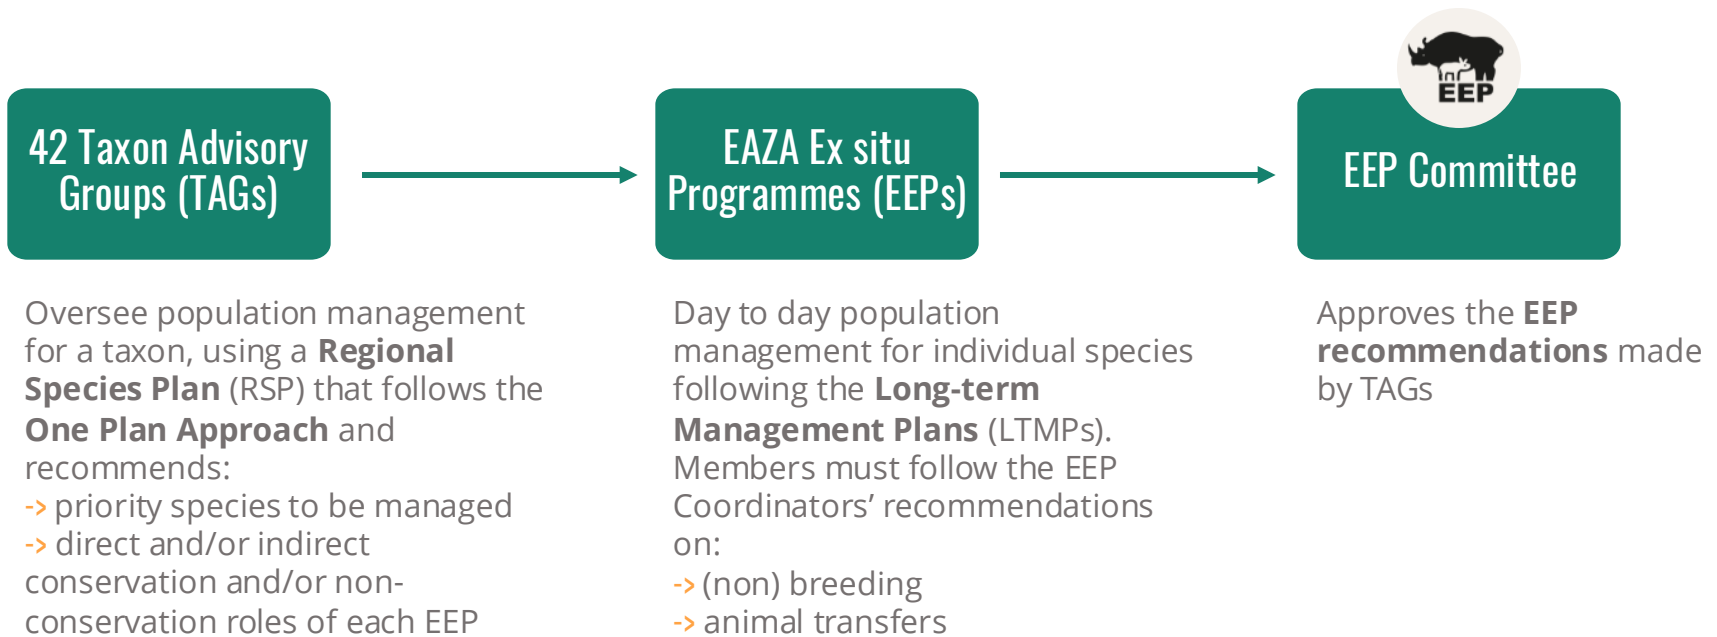 42 Taxon Advisory
Groups (TAGs)
Oversee population management
for a taxon, using a Regional
Species Plan (RSP) that follows the
One Plan Approach and
recommends:
-> priority species to be managed
-> direct and/or indirect
conservation and/or non-
conservation roles of each EEP
EAZA Ex situ
Programmes (EEPs)
Day to day population
management for individual species
following the Long-term
Management Plans (LTMPs).
Members must follow the EEP
Coordinators’ recommendations
on:
-> (non) breeding
-> animal transfers
EEP
EEP Committee
Approves the EEP
recommendations made
by TAGs